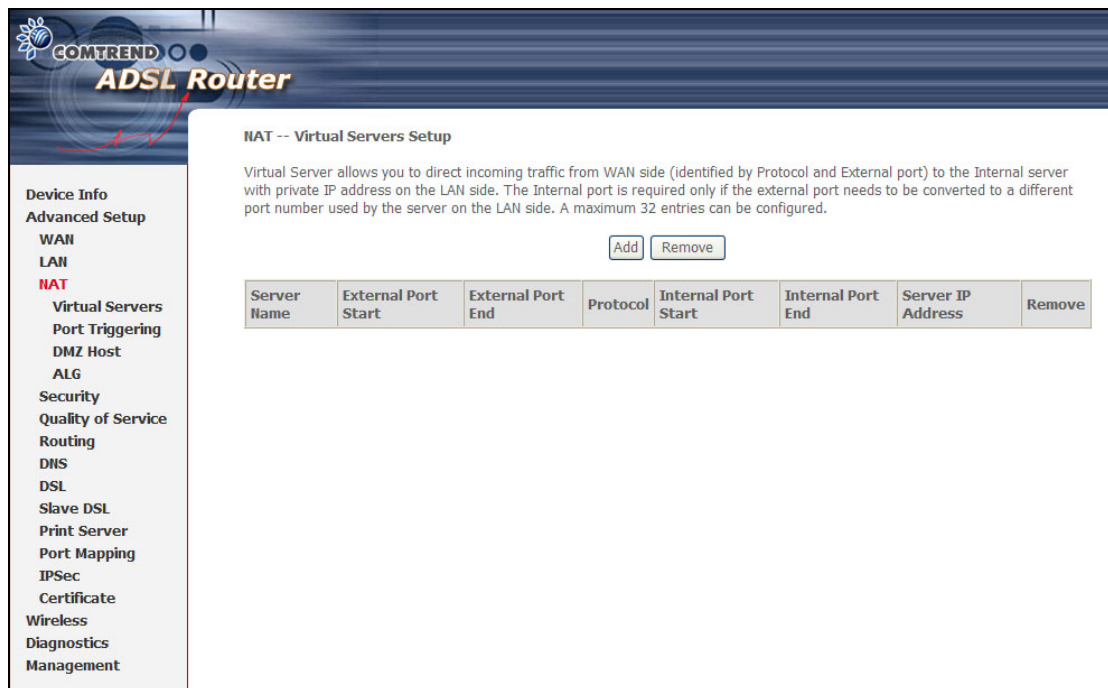 COMTREND
ADSL Router
Device Info
Advanced Setup
WAN
LAN
NAT
Virtual Servers
Port Triggering
DMZ Host
ALG
Security
Quality of Service
Routing
DNS
DSL
Slave DSL
Print Server
Port Mapping
IPSec
Certificate
Wireless
Diagnostics
Management
NAT -- Virtual Servers Setup
Virtual Server allows you to direct incoming traffic from WAN side (identified by Protocol and External port) to the Internal server
with private IP address on the LAN side. The Internal port is required only if the external port needs to be converted to a different
port number used by the server on the LAN side. A maximum 32 entries can be configured.
Add Remove
Server Name External Port Start External Port End Protocol Internal Port Start Internal Port End Server IP Address Remove